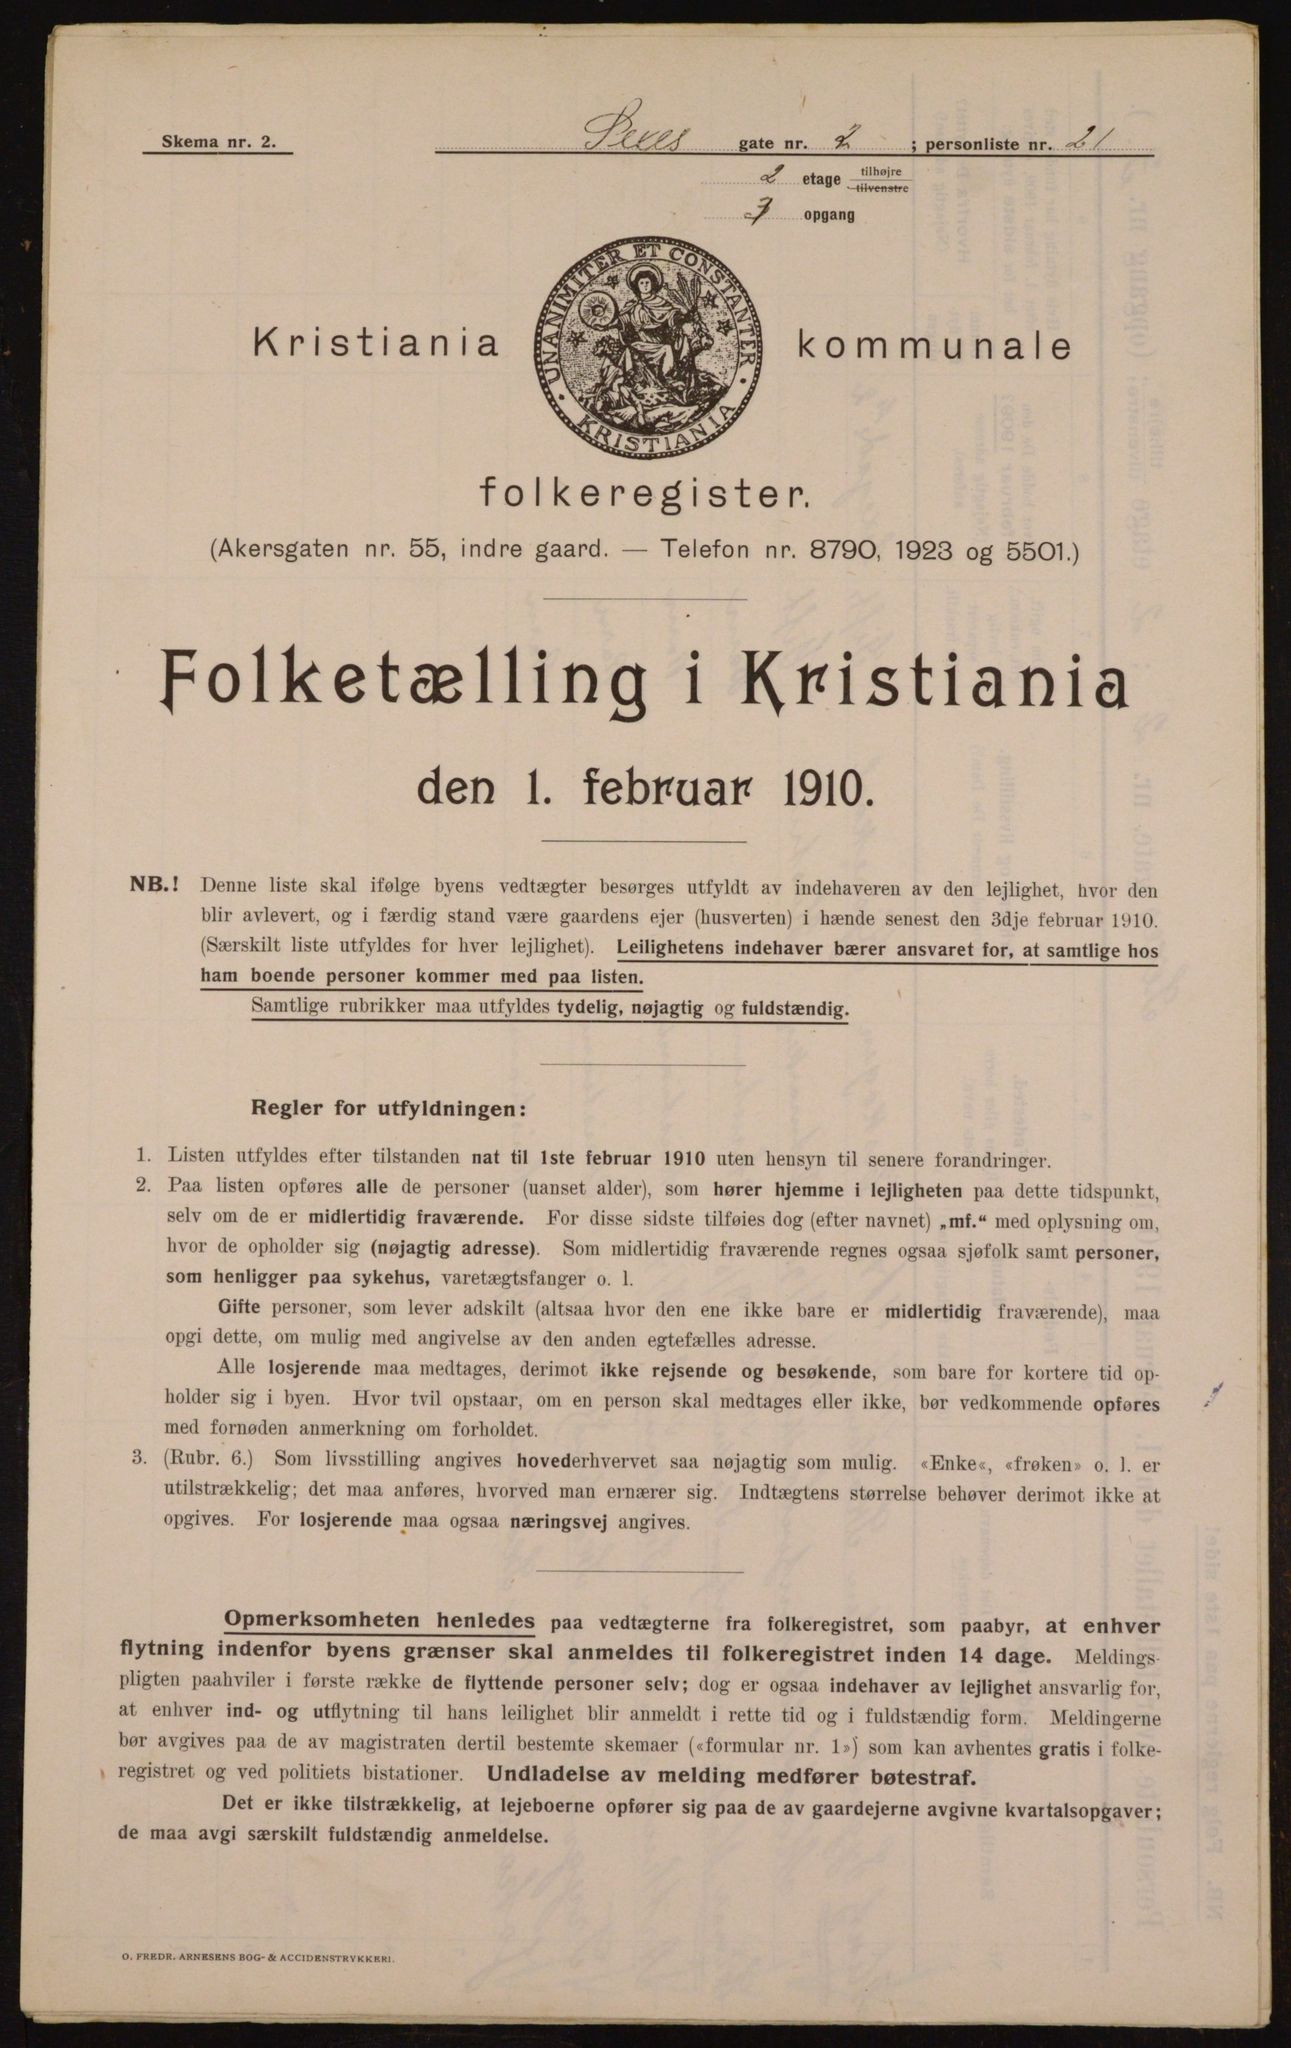 Skema nr. 2.
gate nr. 2 ; personliste nr. 21
2 etage tilhøjre
tilvenstre
opgang
UNANIMITER ET CONSTANTER
KRISTIANIA
Kristiania kommunale
folkeregister.
(Akersgaten nr. 55, indre gaard. — Telefon nr. 8790, 1923 og 5501.)
Folketælling i Kristiania
den 1. februar 1910.
NB.! Denne liste skal ifølge byens vedtægter besørges utfyldt av indehaveren av den lejlighet, hvor den
blir avlevert, og i færdig stand være gaardens ejer (husverten) i hænde senest den 3dje februar 1910.
(Særskilt liste utfyldes for hver lejlighet). Leilighetens indehaver bærer ansvaret for, at samtlige hos
ham boende personer kommer med paa listen.
Samtlige rubrikker maa utfyldes tydelig, nøjagtig og fuldstændig.
Regler for utfyldningen:
1. Listen utfyldes efter tilstanden nat til 1ste februar 1910 uten hensyn til senere forandringer.
2. Paa listen opføres alle de personer (uanset alder), som hører hjemme i lejligheten paa dette tidspunkt,
selv om de er midlertidig fraværende. For disse sidste tilføies dog (efter navnet) „mf.“ med oplysning om,
hvor de opholder sig (nøjagtig adresse). Som midlertidig fraværende regnes ogsaa sjøfolk samt personer,
som henligger paa sykehus, varetægtsfanger o. l.
Gifte personer, som lever adskilt (altsaa hvor den ene ikke bare er midlertidig fraværende), maa
opgi dette, om mulig med angivelse av den anden egtefælles adresse.
Alle losjerende maa medtages, derimot ikke rejsende og besøkende, som bare for kortere tid op-
holder sig i byen. Hvor tvil opstaar, om en person skal medtages eller ikke, bør vedkommende opføres
med fornøden anmerkning om forholdet.
3. (Rubr. 6.) Som livsstilling angives hovederhvervet saa nøjagtig som mulig. «Enke«, «frøken» o. l. er
utilstrækkelig; det maa anføres, hvorved man ernærer sig. Indtægtens størrelse behøver derimot ikke at
opgives. For losjerende maa ogsaa næringsvej angives.
Opmerksomheten henledes paa vedtægterne fra folkeregistret, som paabyr, at enhver
flytning indenfor byens grænser skal anmeldes til folkeregistret inden 14 dage. Meldings-
pligten paahviler i første række de flyttende personer selv; dog er ogsaa indehaver av lejlighet ansvarlig for,
at enhver ind- og utflytning til hans leilighet blir anmeldt i rette tid og i fuldstændig form. Meldingerne
bør avgives paa de av magistraten dertil bestemte skemaer («formular nr. 1») som kan avhentes gratis i folke-
registret og ved politiets bistationer. Undladelse av melding medfører bøtestraf.
Det er ikke tilstrækkelig, at lejeboerne opfører sig paa de av gaardejerne avgivne kvartalsopgaver;
de maa avgi særskilt fuldstændig anmeldelse.
O. FREDR. ARNESENS BOG- & ACCIDENSTRYKKERI.